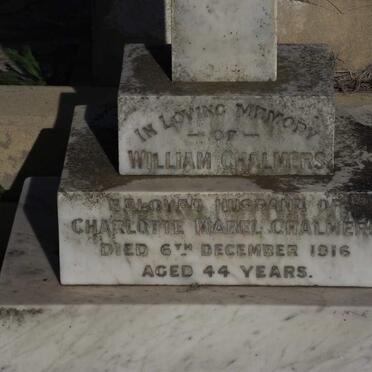 IN LOVING MEMORY
— OF —
WILLIAM CHALMERS
BELOVED HUSBAND OF
CHARLOTTE MABEL CHALMERS
DIED 6TH DECEMBER 1916
AGED 44 YEARS.